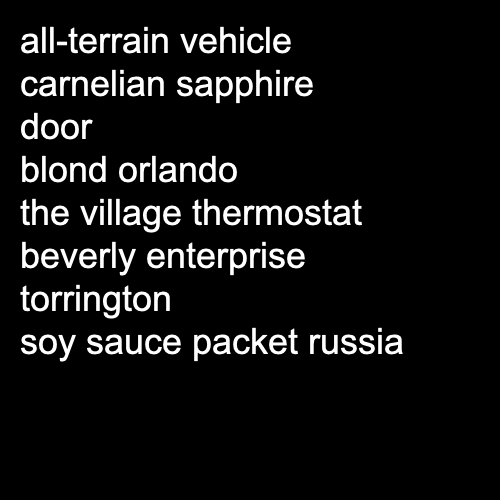 all-terrain vehicle
carnelian sapphire
door
blond orlando
the village thermostat
beverly enterprise
torrington
soy sauce packet russia